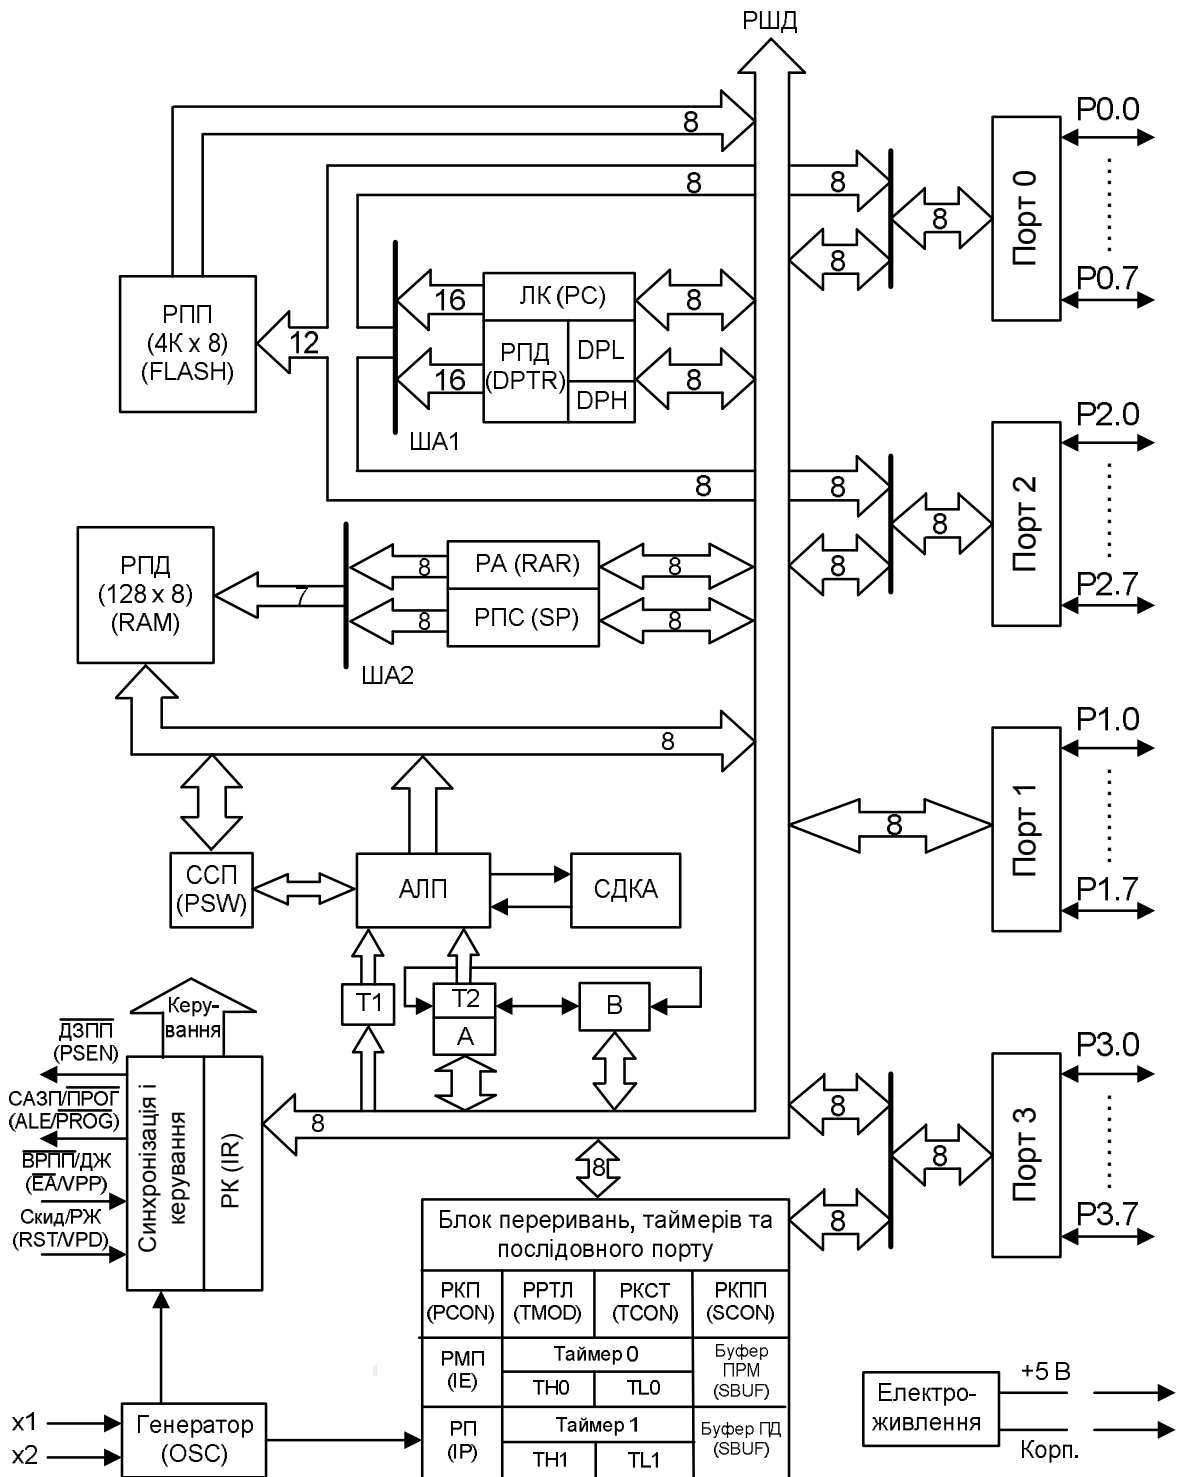 РШД
8
8
8
P0.0
Порт 0
8
8
P0.7
РПП
(4K x 8)
(FLASH)
12
16
ЛК (PC)
8
16
РПД
(DPTR)
DPL
DPH
8
ША1
8
8
P2.0
Порт 2
8
8
P2.7
РПД
(128 x 8)
(RAM)
7
8
РА (RAR)
8
8
РПС (SP)
8
ША2
8
P1.0
Порт 1
8
P1.7
ССП
(PSW)
АЛП
СДКА
T1
T2
A
B
Керу-
вання
ДЗПП
(PSEN)
САЗП/ПРОГ
(ALE/PROG)
ВРПП/ДЖ
(EA/VPP)
Скид/РЖ
(RST/VPD)
Синхронізація і
керування
РК (IR)
8
8
8
8
8
P3.0
Порт 3
P3.7
Блок переривань, таймерів та
послідовного порту
РКП
(PCON)
РРТЛ
(TMOD)
РКСТ
(TCON)
РКПП
(SCON)
РМП
(IE)
Таймер 0
TH0
TL0
Буфер
ПРМ
(SBUF)
РП
(IP)
Таймер 1
TH1
TL1
Буфер ПД
(SBUF)
x1
x2
Генератор
(OSC)
Електро-
живлення
+5 В
Корп.